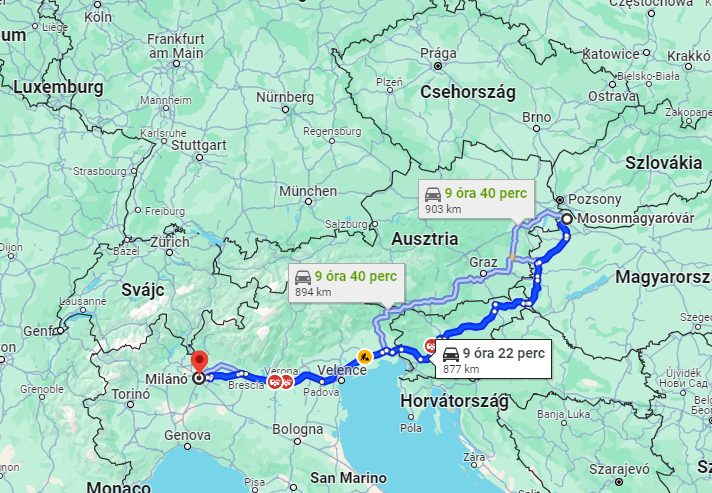 Köln
Częstochowa
Liège
Frankfurt
am Main
Prága
Katowice
Krakkó
Luxemburg
Plzeň
Bielsko-Biała
Mannheim
Nürnberg
Csehország
Ostrava
Zakopane
Karlsruhe
Brno
Stuttgart
Regensburg
Strasbourg
Szlovákia
München
9 óra 40 perc
903 km
Pozsony
Freiburg
Salzburg
Mosonmagyaróvár
Zürich
Ausztria
Dijon
Bázel
Graz
9 óra 40 perc
894 km
Svájc
Lausanne
Genf
Velence
9 óra 22 perc
877 km
Verona
Milánó
Brescia
Grenoble
Torinó
Padova
Újvidék
Нови Сад
Horvátország
Genova
Bologna
Póla
Banja Luka
Zára
Pisa
San Marino
Szarajevó
Monaco